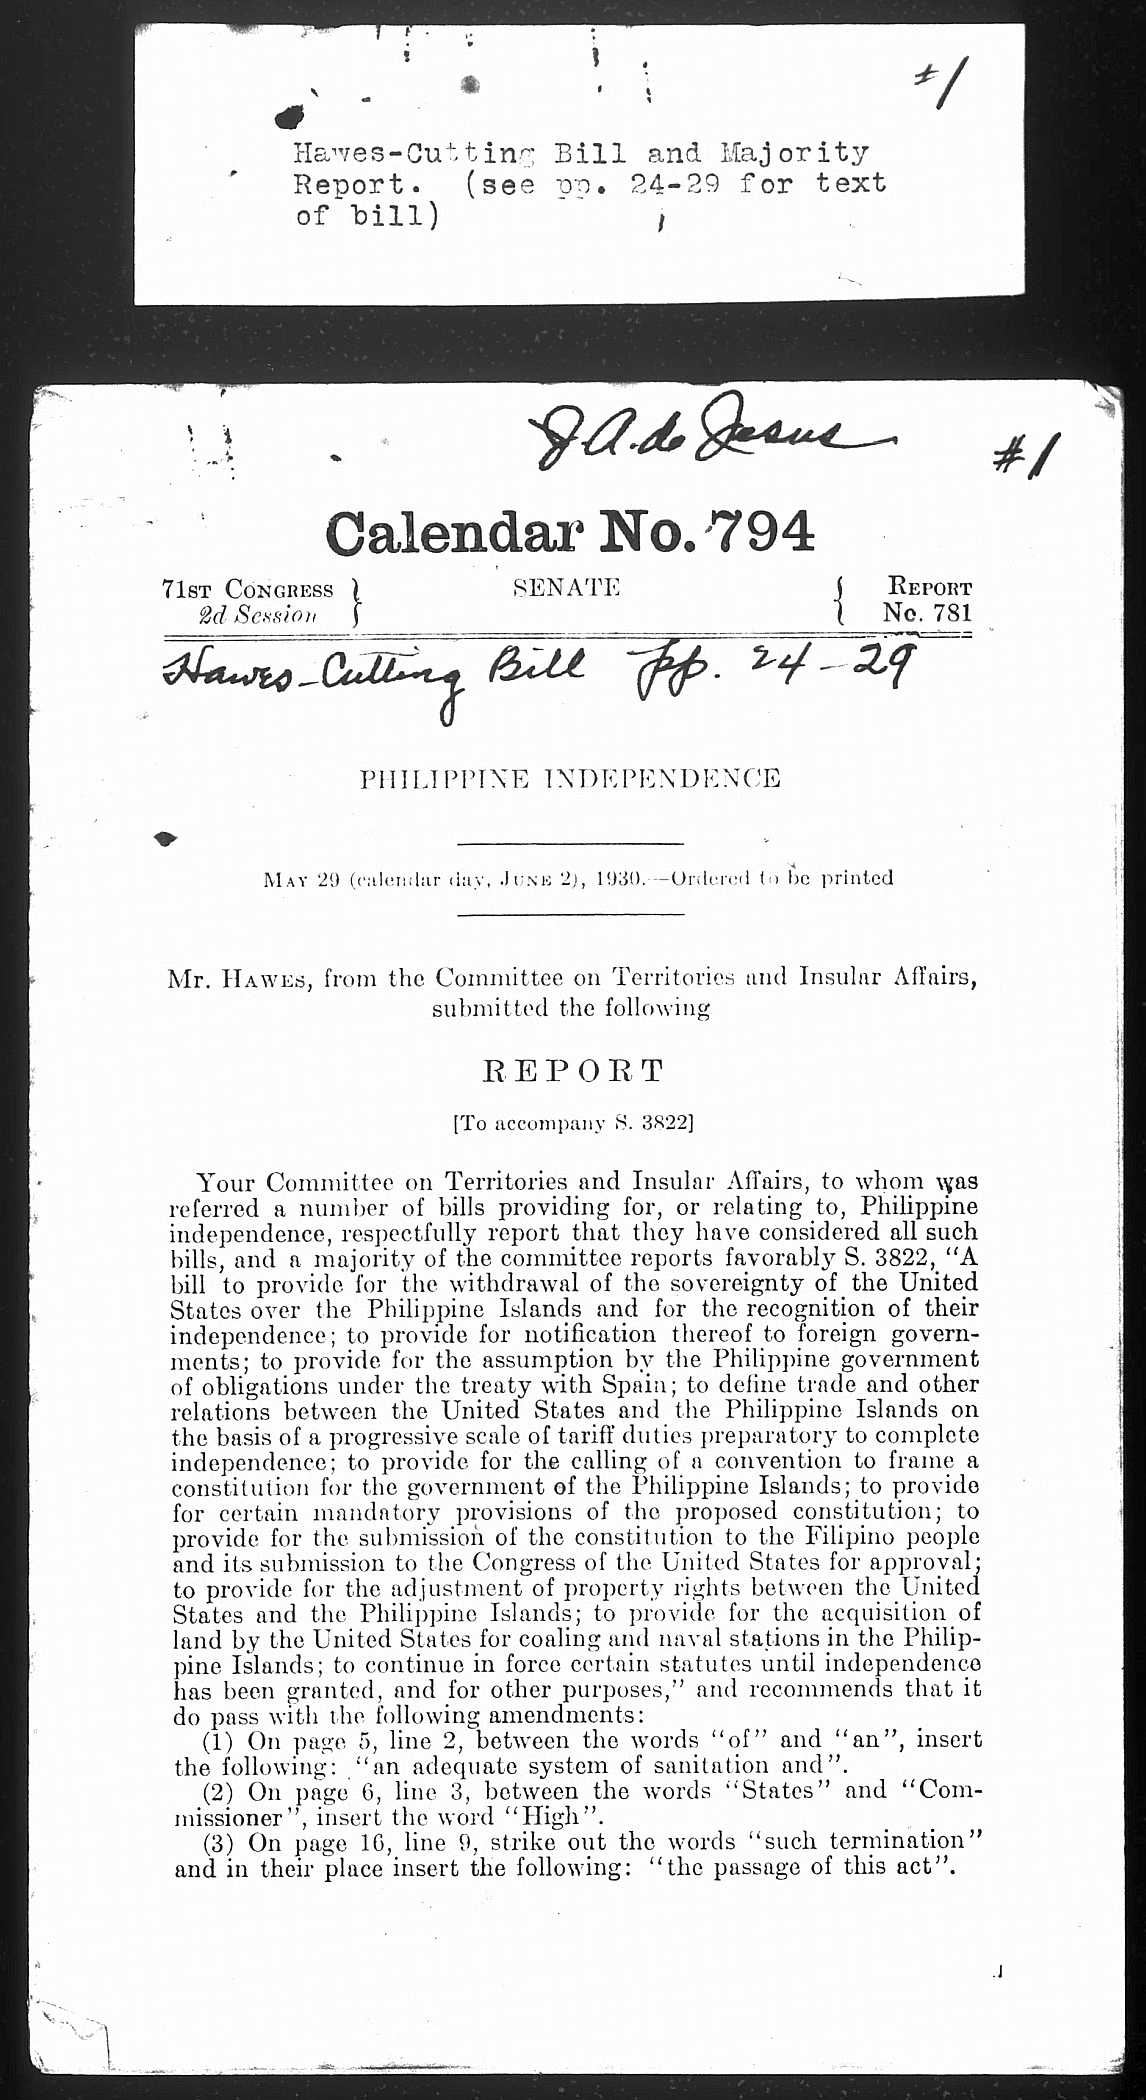 #1
Hawes-Cutting Bill and Majority
Report. (see pp. 24-29 for text
of bill)
J. A. de Jesus
#1
Calendar No. 794
71ST CONGRESS } SENATE { REPORT
2d Session } { No. 781
Hawes-Cutting Bill pp. 24-29
PHILIPPINE INDEPENDENCE
MAY 29 (calendar day, JUNE 2), 1930.—Ordered to be printed
Mr. HAWES, from the Committee on Territories and Insular Affairs,
submitted the following
REPORT
[To accompany S. 3822]
Your Committee on Territories and Insular Affairs, to whom was
referred a number of bills providing for, or relating to, Philippine
independence, respectfully report that they have considered all such
bills, and a majority of the committee reports favorably S. 3822, “A
bill to provide for the withdrawal of the sovereignty of the United
States over the Philippine Islands and for the recognition of their
independence; to provide for notification thereof to foreign govern-
ments; to provide for the assumption by the Philippine government
of obligations under the treaty with Spain; to define trade and other
relations between the United States and the Philippine Islands on
the basis of a progressive scale of tariff duties preparatory to complete
independence; to provide for the calling of a convention to frame a
constitution for the government of the Philippine Islands; to provide
for certain mandatory provisions of the proposed constitution; to
provide for the submission of the constitution to the Filipino people
and its submission to the Congress of the United States for approval;
to provide for the adjustment of property rights between the United
States and the Philippine Islands; to provide for the acquisition of
land by the United States for coaling and naval stations in the Philip-
pine Islands; to continue in force certain statutes until independence
has been granted, and for other purposes,” and recommends that it
do pass with the following amendments:
(1) On page 5, line 2, between the words “of” and “an”, insert
the following: “an adequate system of sanitation and”.
(2) On page 6, line 3, between the words “States” and “Com-
missioner”, insert the word “High”.
(3) On page 16, line 9, strike out the words “such termination”
and in their place insert the following: “the passage of this act”.